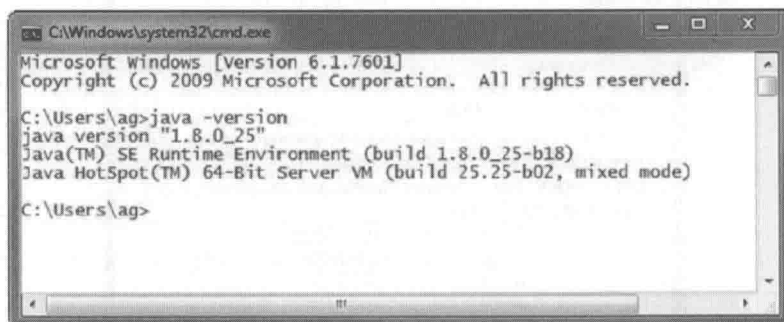 C:\Windows\system32\cmd.exe
Microsoft Windows [Version 6.1.7601]
Copyright (c) 2009 Microsoft Corporation.  All rights reserved.
C:\Users\ag>java -version
java version "1.8.0_25"
Java(TM) SE Runtime Environment (build 1.8.0_25-b18)
Java HotSpot(TM) 64-Bit Server VM (build 25.25-b02, mixed mode)
C:\Users\ag>